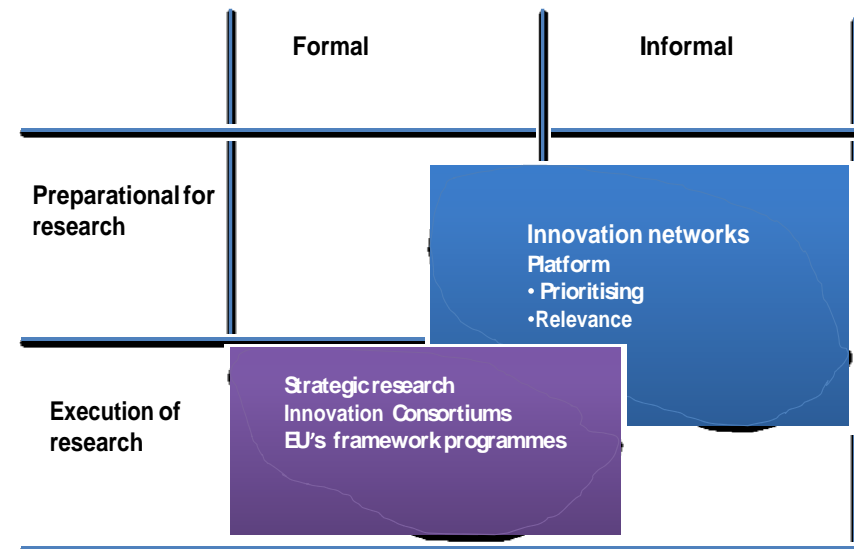 Formal
Informal
Preparational for
research
Innovation networks
Platform
• Prioritising
•Relevance
Execution of
research
Strategic research
Innovation Consortiums
EU's framework programmes